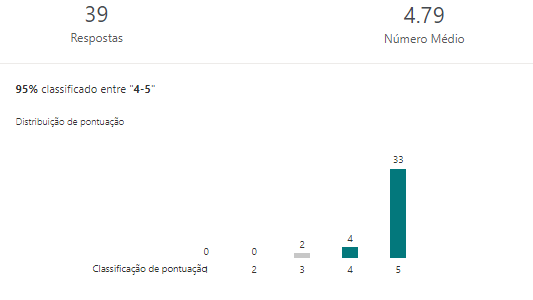 39
Respostas
4.79
Número Médio
95% classificado entre "4-5"
Distribuição de pontuação
0 0 2 4 33
Classificação de pontuação 2 3 4 5